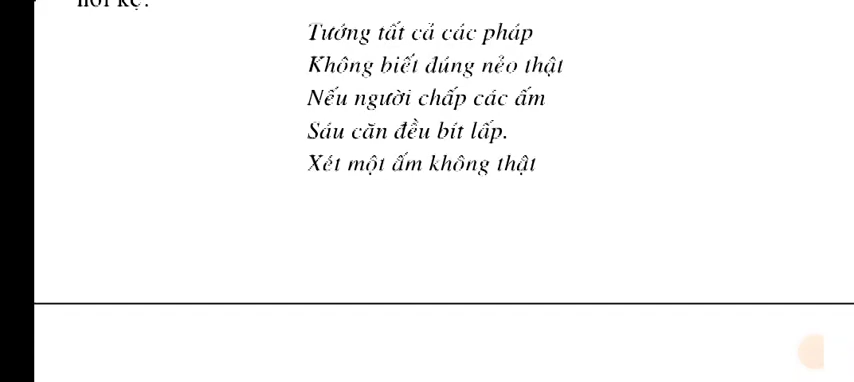 Tướng tất cả các pháp
Không biết đúng nẻo thật
Nếu người chấp các ấm
Sáu căn đều bít lấp.
Xét một ấm không thật